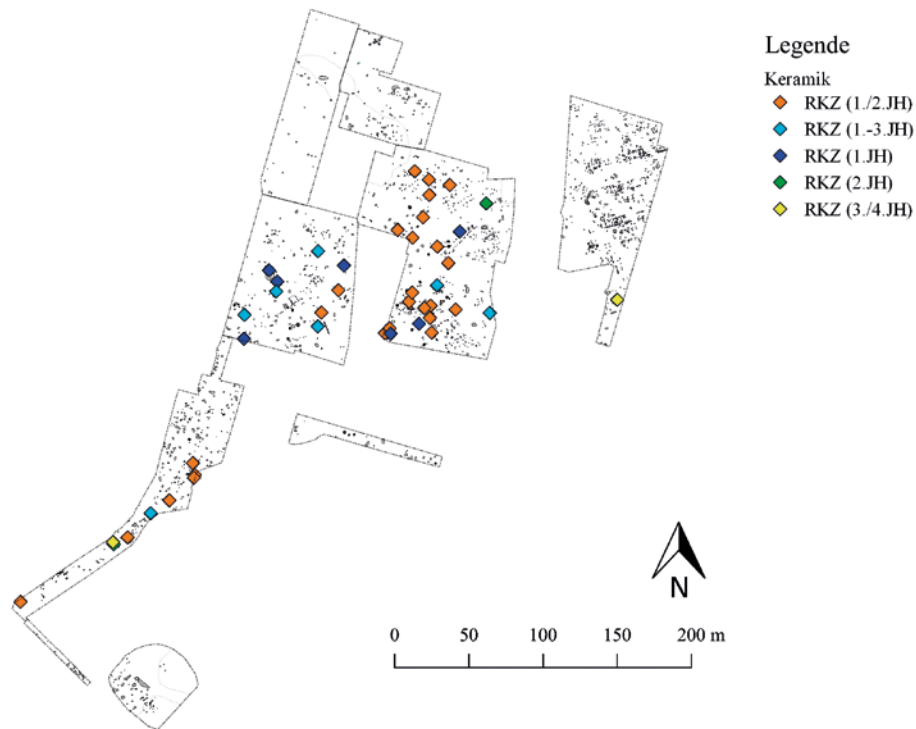 Legende
Keramik
RKZ (1./2.JH)
RKZ (1.-3.JH)
RKZ (1.JH)
RKZ (2.JH)
RKZ (3./4.JH)
N
0 50 100 150 200 m